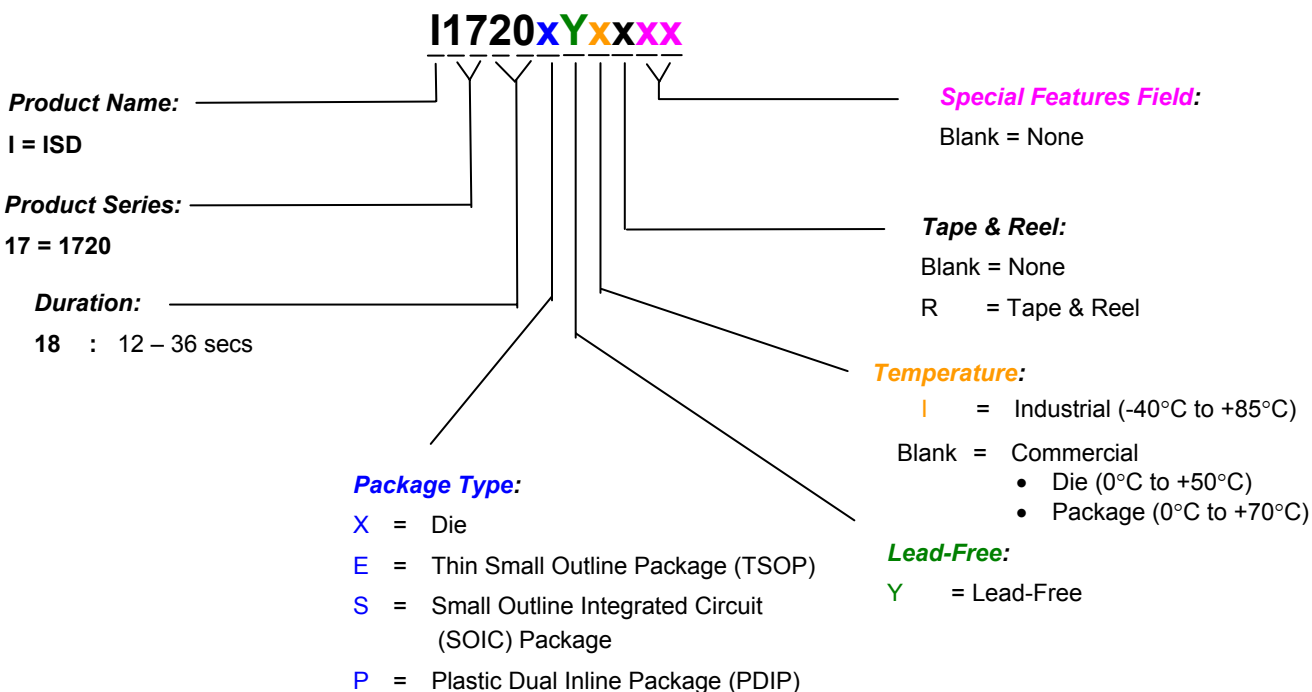 I1720xYxxxx
Product Name:
I = ISD
Product Series:
17 = 1720
Duration:
18 : 12 – 36 secs
Package Type:
X = Die
E = Thin Small Outline Package (TSOP)
S = Small Outline Integrated Circuit
(SOIC) Package
P = Plastic Dual Inline Package (PDIP)
Special Features Field:
Blank = None
Tape & Reel:
Blank = None
R = Tape & Reel
Temperature:
I = Industrial (-40°C to +85°C)
Blank = Commercial
• Die (0°C to +50°C)
• Package (0°C to +70°C)
Lead-Free:
Y = Lead-Free